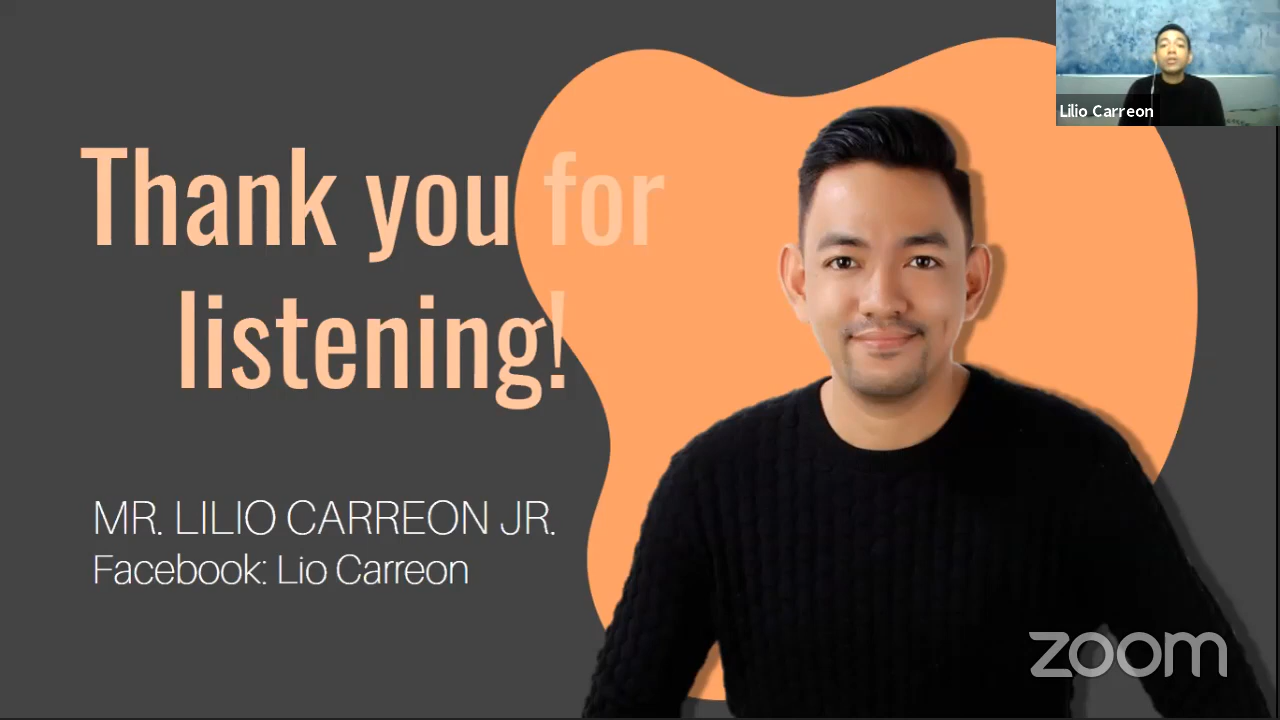 Lilio Carreon
Thank you for
listening!
MR. LILIO CARREON JR.
Facebook: Lio Carreon
zoom